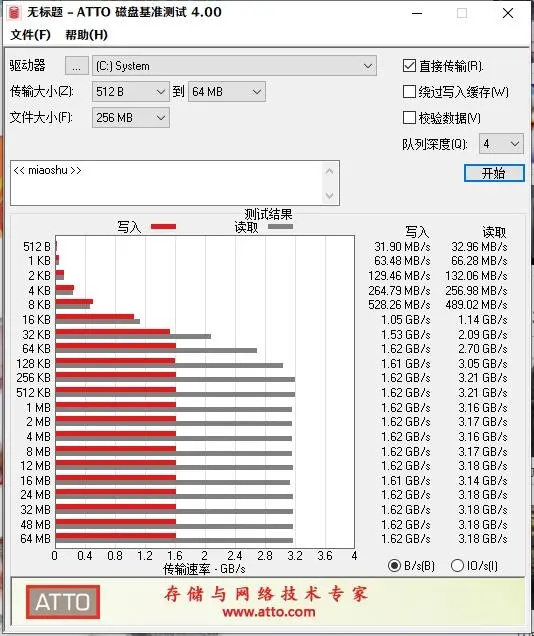 无标题 – ATTO 磁盘基准测试 4.00
文件(F) 帮助(H)
驱动器 ... (C:) System
直接传输(R).
传输大小(Z): 512 B 到 64 MB
绕过写入缓存(W)
文件大小(F): 256 MB
校验数据(V)
队列深度(Q): 4
<< miaoshu >>
开始
测试结果
写入 读取 写入 读取
512 B 31.90 MB/s 32.96 MB/s
1 KB 63.48 MB/s 66.28 MB/s
2 KB 129.46 MB/s 132.06 MB/s
4 KB 264.79 MB/s 256.98 MB/s
8 KB 528.26 MB/s 489.02 MB/s
16 KB 1.05 GB/s 1.14 GB/s
32 KB 1.53 GB/s 2.09 GB/s
64 KB 1.62 GB/s 2.70 GB/s
128 KB 1.61 GB/s 3.05 GB/s
256 KB 1.62 GB/s 3.21 GB/s
512 KB 1.62 GB/s 3.21 GB/s
1 MB 1.62 GB/s 3.16 GB/s
2 MB 1.62 GB/s 3.17 GB/s
4 MB 1.62 GB/s 3.16 GB/s
8 MB 1.62 GB/s 3.17 GB/s
12 MB 1.62 GB/s 3.18 GB/s
16 MB 1.61 GB/s 3.14 GB/s
24 MB 1.62 GB/s 3.18 GB/s
32 MB 1.62 GB/s 3.18 GB/s
48 MB 1.62 GB/s 3.18 GB/s
64 MB 1.62 GB/s 3.18 GB/s
0 0.4 0.8 1.2 1.6 2 2.4 2.8 3.2 3.6 4
传输速率 - GB/s
B/s(B) IO/s(I)
ATTO
存储与网络技术专家
www.atto.com